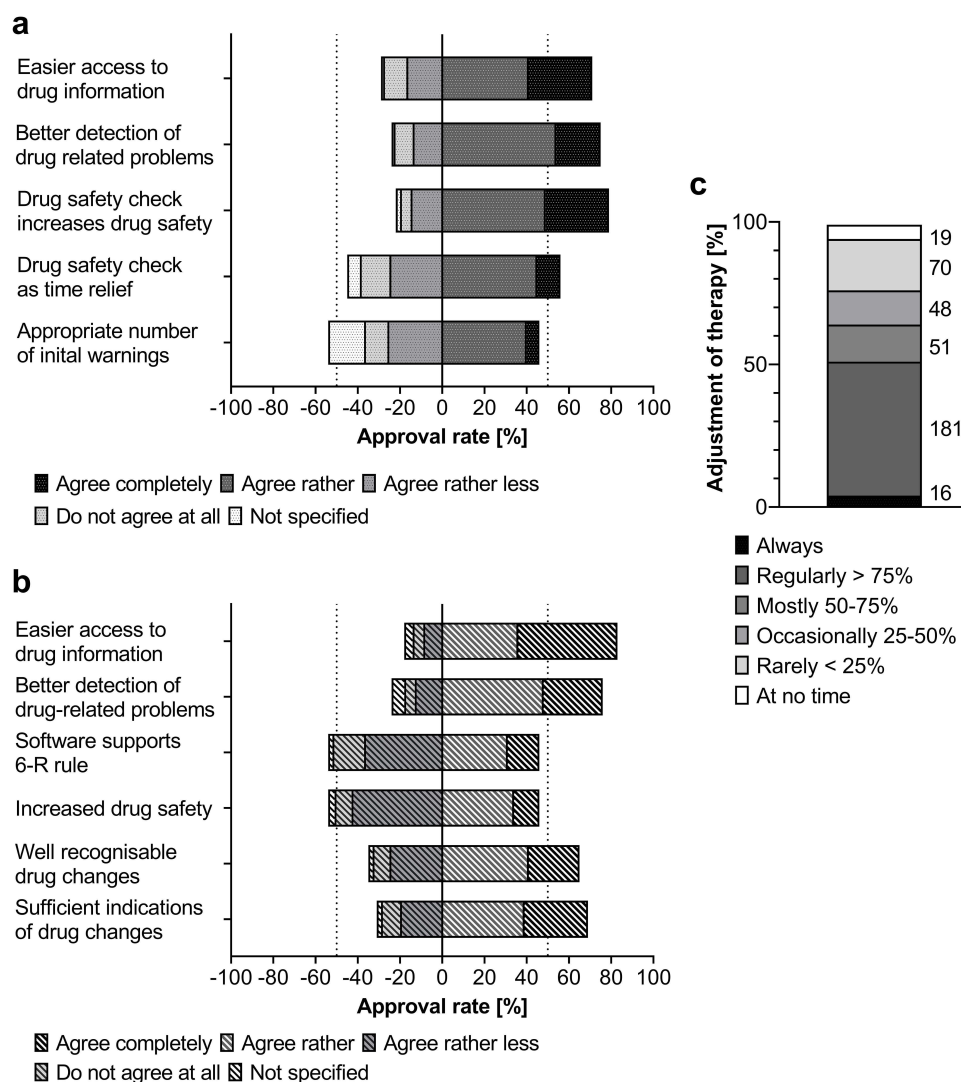 a
Easier access to
drug information
Better detection of
drug related problems
Drug safety check
increases drug safety
Drug safety check
as time relief
Appropriate number
of inital warnings
-100 -80 -60 -40 -20 0 20 40 60 80 100
Approval rate [%]
Agree completely Agree rather Agree rather less
Do not agree at all Not specified
b
Easier access to
drug information
Better detection of
drug-related problems
Software supports
6-R rule
Increased drug safety
Well recognisable
drug changes
Sufficient indications
of drug changes
-100 -80 -60 -40 -20 0 20 40 60 80 100
Approval rate [%]
Agree completely Agree rather Agree rather less
Do not agree at all Not specified
c
Adjustment of therapy [%]
100
50
0
19
70
48
51
181
16
Always
Regularly > 75%
Mostly 50-75%
Occasionally 25-50%
Rarely < 25%
At no time